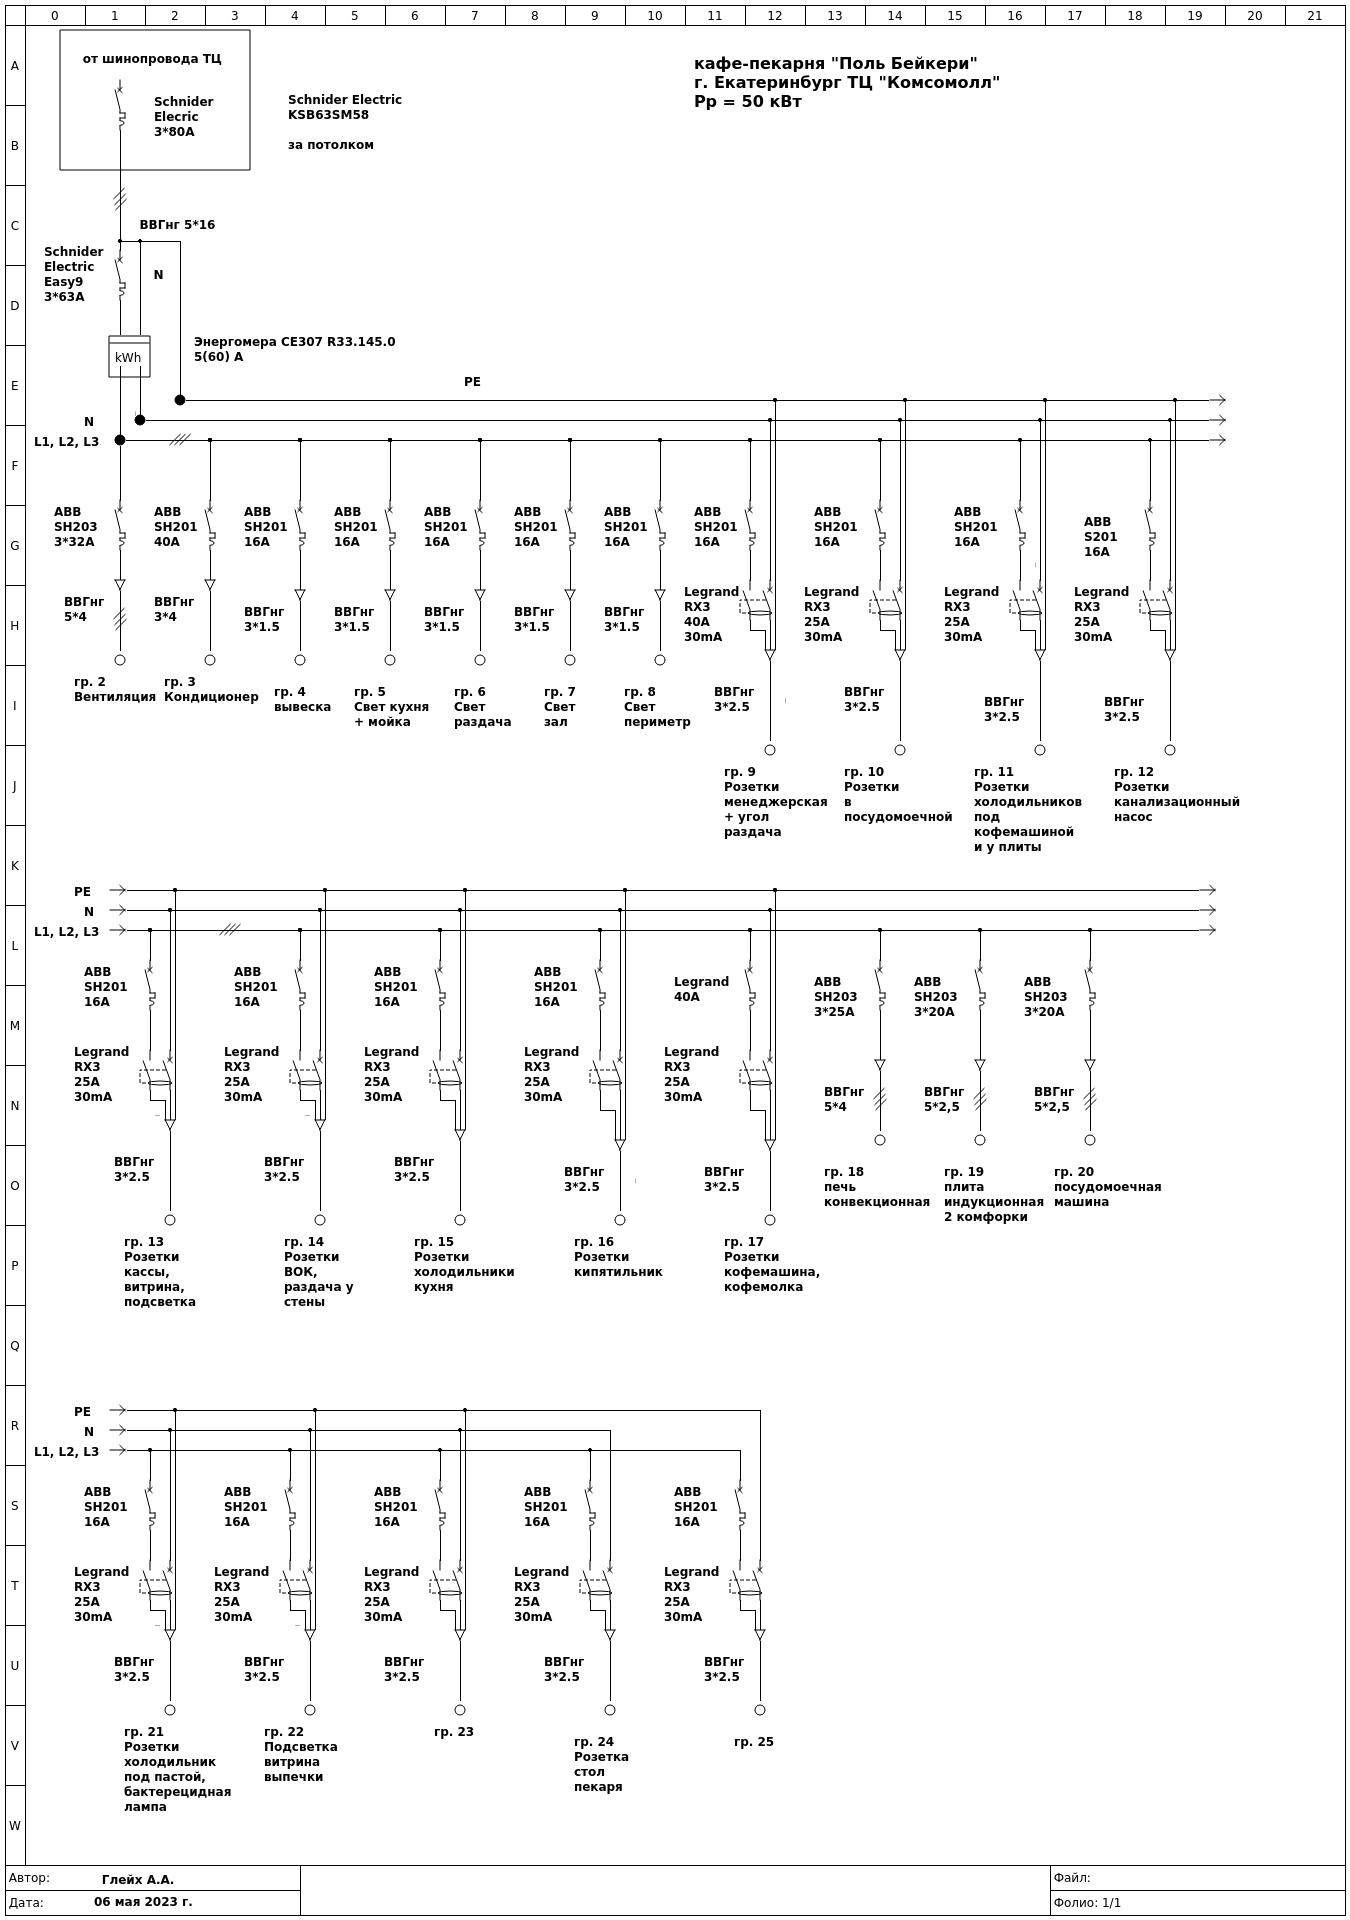 0 1 2 3 4 5 6 7 8 9 10 11 12 13 14 15 16 17 18 19 20 21
A
B
C
D
E
F
G
H
I
J
K
L
M
N
O
P
Q
R
S
T
U
V
W
от шинопровода ТЦ
Schnider
Elecric
3*80A
Schnider Electric
KSB63SM58
за потолком
кафе-пекарня "Поль Бейкери"
г. Екатеринбург ТЦ "Комсомолл"
Pp = 50 кВт
ВВГнг 5*16
Schnider
Electric
Easy9
3*63A
N
kWh
Энергомера CE307 R33.145.0
5(60) A
PE
N
L1, L2, L3
ABB
SH203
3*32A
ABB
SH201
40A
ABB
SH201
16A
ABB
SH201
16A
ABB
SH201
16A
ABB
SH201
16A
ABB
SH201
16A
ABB
SH201
16A
ABB
SH201
16A
ABB
SH201
16A
ABB
S201
16A
Legrand
RX3
40A
30mA
Legrand
RX3
25A
30mA
Legrand
RX3
25A
30mA
Legrand
RX3
25A
30mA
ВВГнг
5*4
ВВГнг
3*4
ВВГнг
3*1.5
ВВГнг
3*1.5
ВВГнг
3*1.5
ВВГнг
3*1.5
ВВГнг
3*1.5
ВВГнг
3*2.5
ВВГнг
3*2.5
ВВГнг
3*2.5
ВВГнг
3*2.5
гр. 2
Вентиляция
гр. 3
Кондиционер
гр. 4
вывеска
гр. 5
Свет кухня
+ мойка
гр. 6
Свет
раздача
гр. 7
Свет
зал
гр. 8
Свет
периметр
гр. 9
Розетки
менеджерская
+ угол
раздача
гр. 10
Розетки
в
посудомоечной
гр. 11
Розетки
холодильников
под
кофемашиной
и у плиты
гр. 12
Розетки
канализационный
насос
PE
N
L1, L2, L3
ABB
SH201
16A
ABB
SH201
16A
ABB
SH201
16A
ABB
SH201
16A
Legrand
40A
ABB
SH203
3*25A
ABB
SH203
3*20A
ABB
SH203
3*20A
Legrand
RX3
25A
30mA
Legrand
RX3
25A
30mA
Legrand
RX3
25A
30mA
Legrand
RX3
25A
30mA
Legrand
RX3
25A
30mA
ВВГнг
5*4
ВВГнг
5*2,5
ВВГнг
5*2,5
ВВГнг
3*2.5
ВВГнг
3*2.5
ВВГнг
3*2.5
ВВГнг
3*2.5
ВВГнг
3*2.5
гр. 18
печь
конвекционная
гр. 19
плита
индукционная
2 комфорки
гр. 20
посудомоечная
машина
гр. 13
Розетки
кассы,
витрина,
подсветка
гр. 14
Розетки
ВОК,
раздача у
стены
гр. 15
Розетки
холодильники
кухня
гр. 16
Розетки
кипятильник
гр. 17
Розетки
кофемашина,
кофемолка
PE
N
L1, L2, L3
ABB
SH201
16A
ABB
SH201
16A
ABB
SH201
16A
ABB
SH201
16A
ABB
SH201
16A
Legrand
RX3
25A
30mA
Legrand
RX3
25A
30mA
Legrand
RX3
25A
30mA
Legrand
RX3
25A
30mA
Legrand
RX3
25A
30mA
ВВГнг
3*2.5
ВВГнг
3*2.5
ВВГнг
3*2.5
ВВГнг
3*2.5
ВВГнг
3*2.5
гр. 21
Розетки
холодильник
под пастой,
бактерецидная
лампа
гр. 22
Подсветка
витрина
выпечки
гр. 23
гр. 24
Розетка
стол
пекаря
гр. 25
Автор: Глейх А.А.
Дата: 06 мая 2023 г.
Файл:
Фолио: 1/1